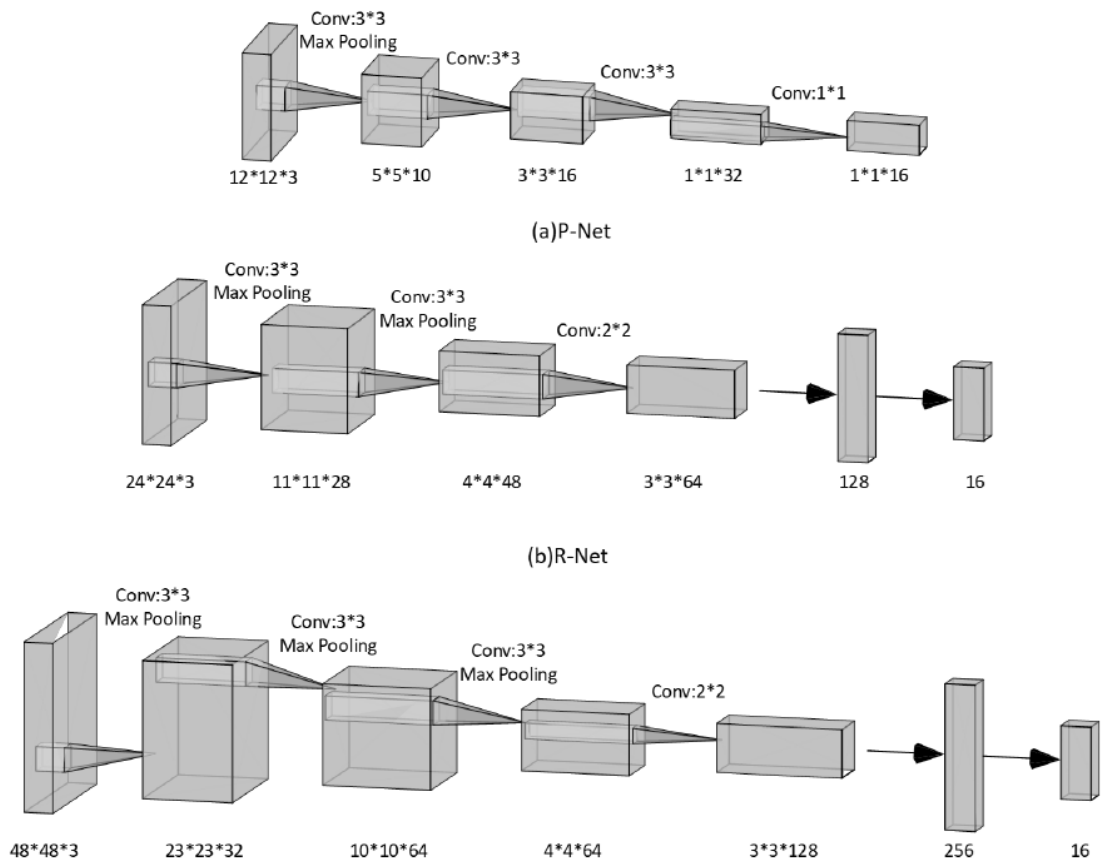 Conv:3*3
Max Pooling
Conv:3*3
Conv:3*3
Conv:1*1
12*12*3
5*5*10
3*3*16
1*1*32
1*1*16
(a)P-Net
Conv:3*3
Max Pooling
Conv:3*3
Max Pooling
Conv:2*2
24*24*3
11*11*28
4*4*48
3*3*64
128
16
(b)R-Net
Conv:3*3
Max Pooling
Conv:3*3
Max Pooling
Conv:3*3
Max Pooling
Conv:2*2
48*48*3
23*23*32
10*10*64
4*4*64
3*3*128
256
16